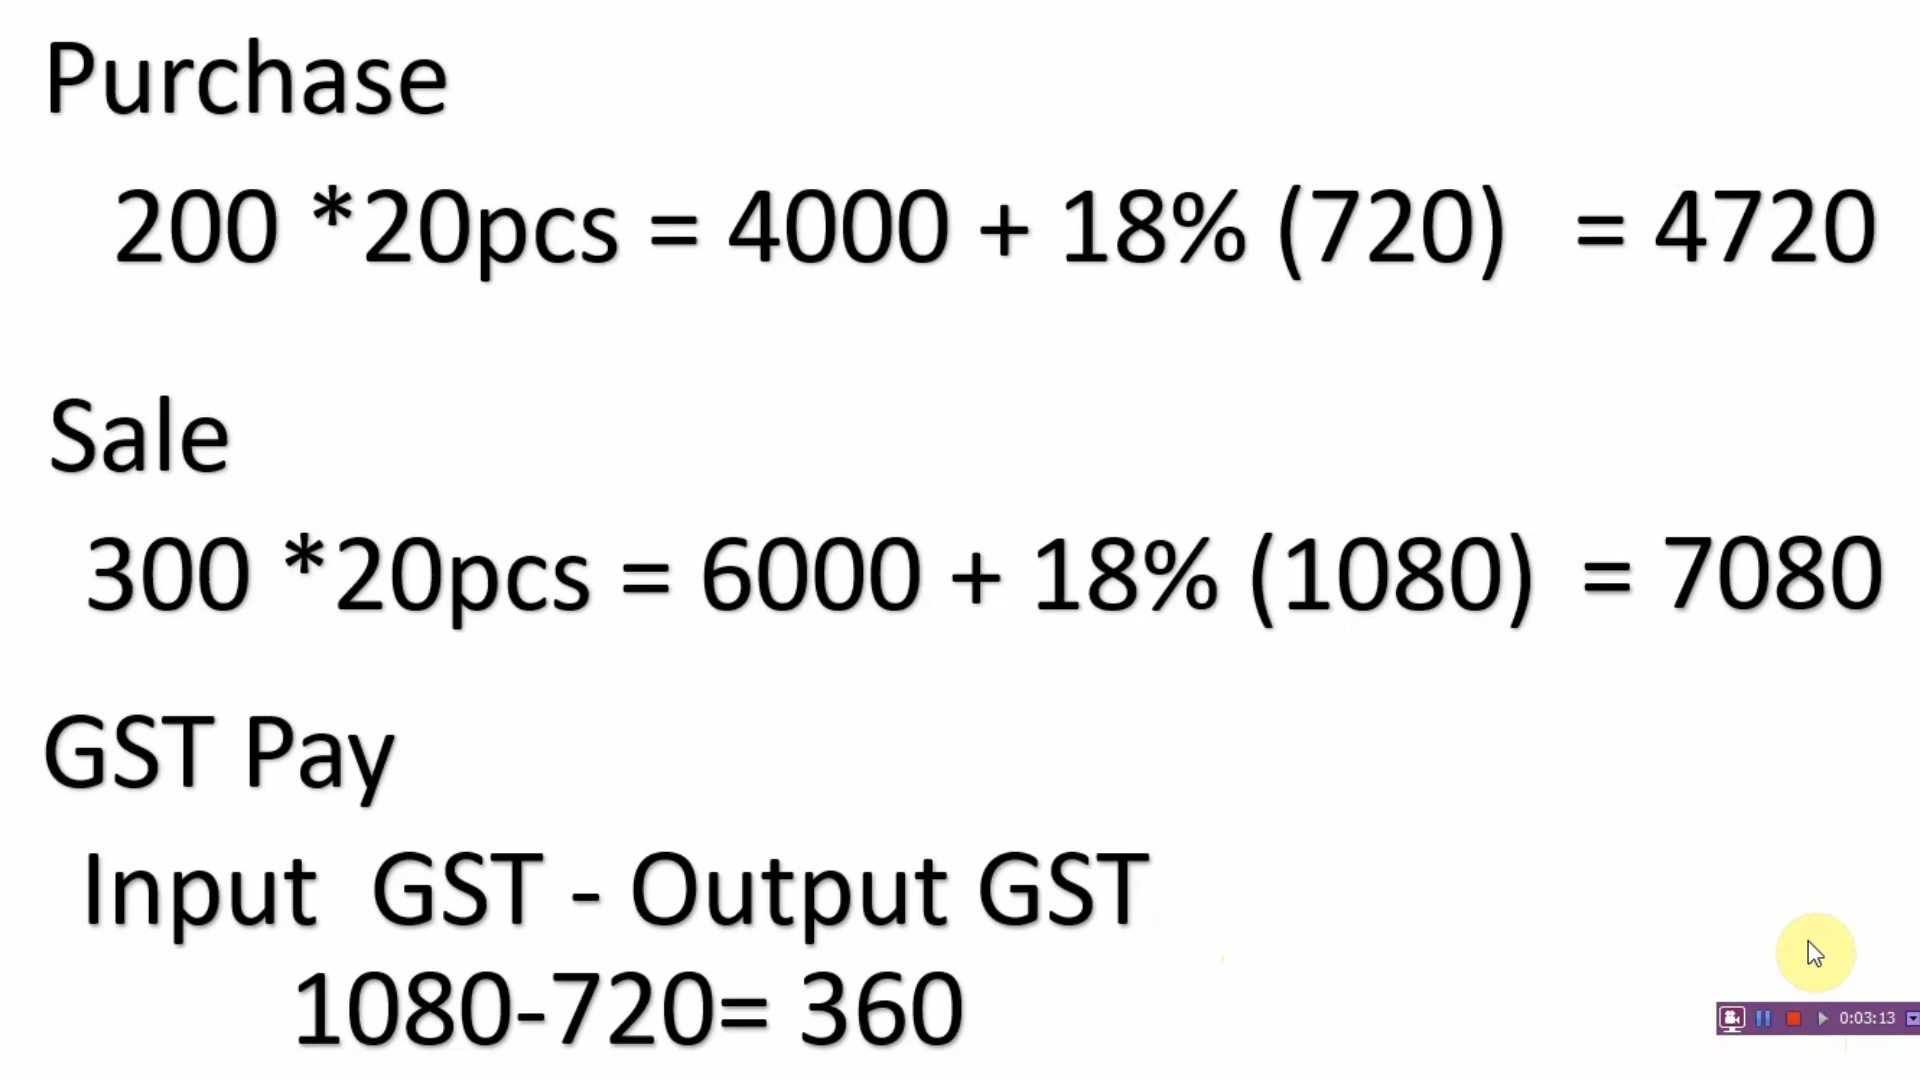 Purchase
200 *20pcs = 4000 + 18% (720) = 4720
Sale
300 *20pcs = 6000 + 18% (1080) = 7080
GST Pay
Input GST - Output GST
1080-720= 360
0:03:13